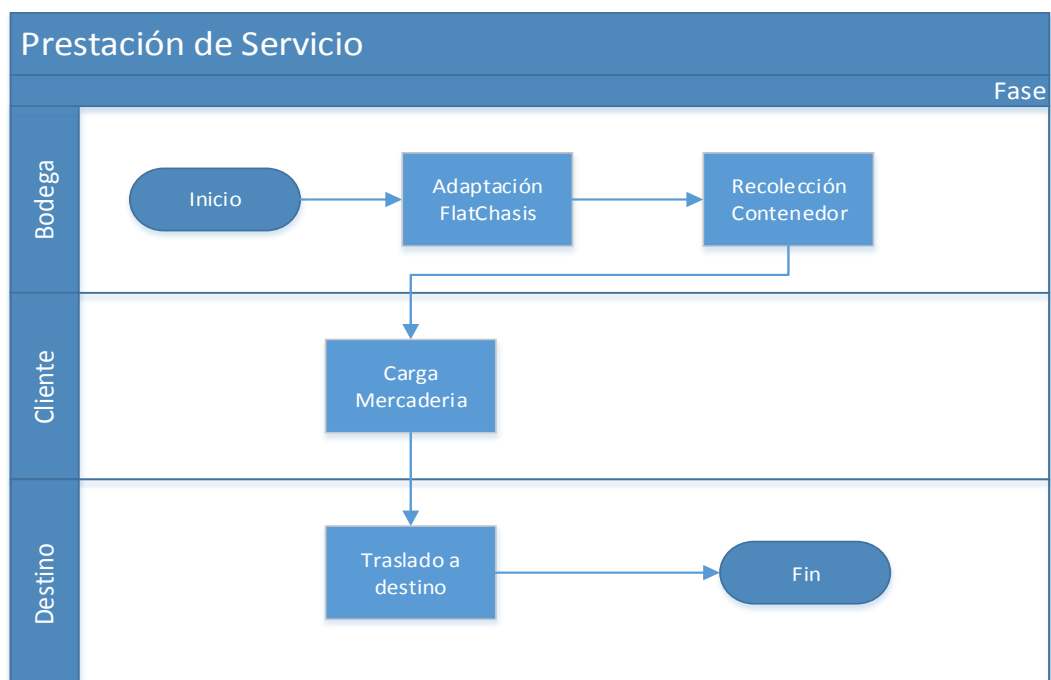 Prestación de Servicio
Fase
Bodega
Inicio
Adaptación
FlatChasis
Recolección
Contenedor
Cliente
Carga
Mercaderia
Destino
Traslado a
destino
Fin